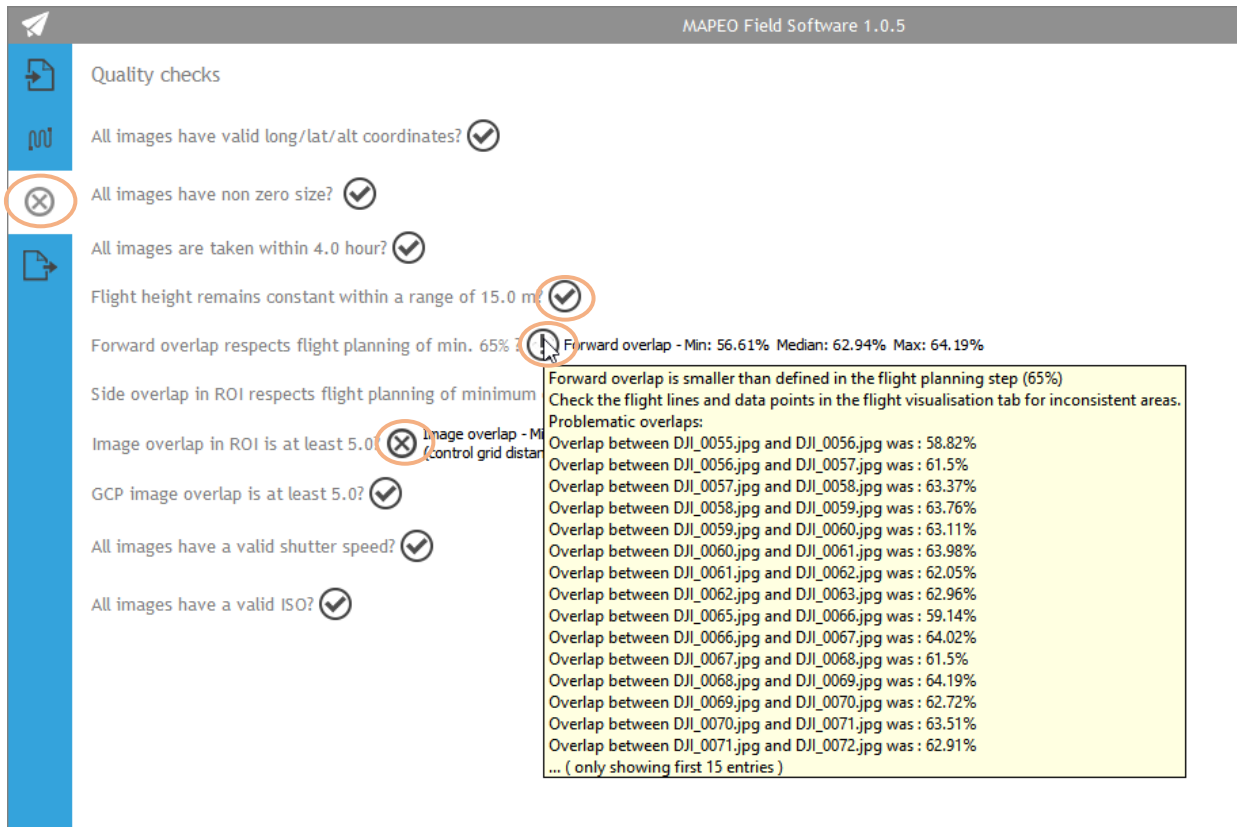 MAPEO Field Software 1.0.5
Quality checks
All images have valid long/lat/alt coordinates?
All images have non zero size?
All images are taken within 4.0 hour?
Flight height remains constant within a range of 15.0 m?
Forward overlap respects flight planning of min. 65% ? Forward overlap - Min: 56.61% Median: 62.94% Max: 64.19%
Side overlap in ROI respects flight planning of minimum
Image overlap in ROI is at least 5.0? Image overlap - Mi
(control grid distan
GCP image overlap is at least 5.0?
All images have a valid shutter speed?
All images have a valid ISO?
Forward overlap is smaller than defined in the flight planning step (65%)
Check the flight lines and data points in the flight visualisation tab for inconsistent areas.
Problematic overlaps:
Overlap between DJI_0055.jpg and DJI_0056.jpg was : 58.82%
Overlap between DJI_0056.jpg and DJI_0057.jpg was : 61.5%
Overlap between DJI_0057.jpg and DJI_0058.jpg was : 63.37%
Overlap between DJI_0058.jpg and DJI_0059.jpg was : 63.76%
Overlap between DJI_0059.jpg and DJI_0060.jpg was : 63.11%
Overlap between DJI_0060.jpg and DJI_0061.jpg was : 63.98%
Overlap between DJI_0061.jpg and DJI_0062.jpg was : 62.05%
Overlap between DJI_0062.jpg and DJI_0063.jpg was : 62.96%
Overlap between DJI_0065.jpg and DJI_0066.jpg was : 59.14%
Overlap between DJI_0066.jpg and DJI_0067.jpg was : 64.02%
Overlap between DJI_0067.jpg and DJI_0068.jpg was : 61.5%
Overlap between DJI_0068.jpg and DJI_0069.jpg was : 64.19%
Overlap between DJI_0069.jpg and DJI_0070.jpg was : 62.72%
Overlap between DJI_0070.jpg and DJI_0071.jpg was : 63.51%
Overlap between DJI_0071.jpg and DJI_0072.jpg was : 62.91%
... ( only showing first 15 entries )